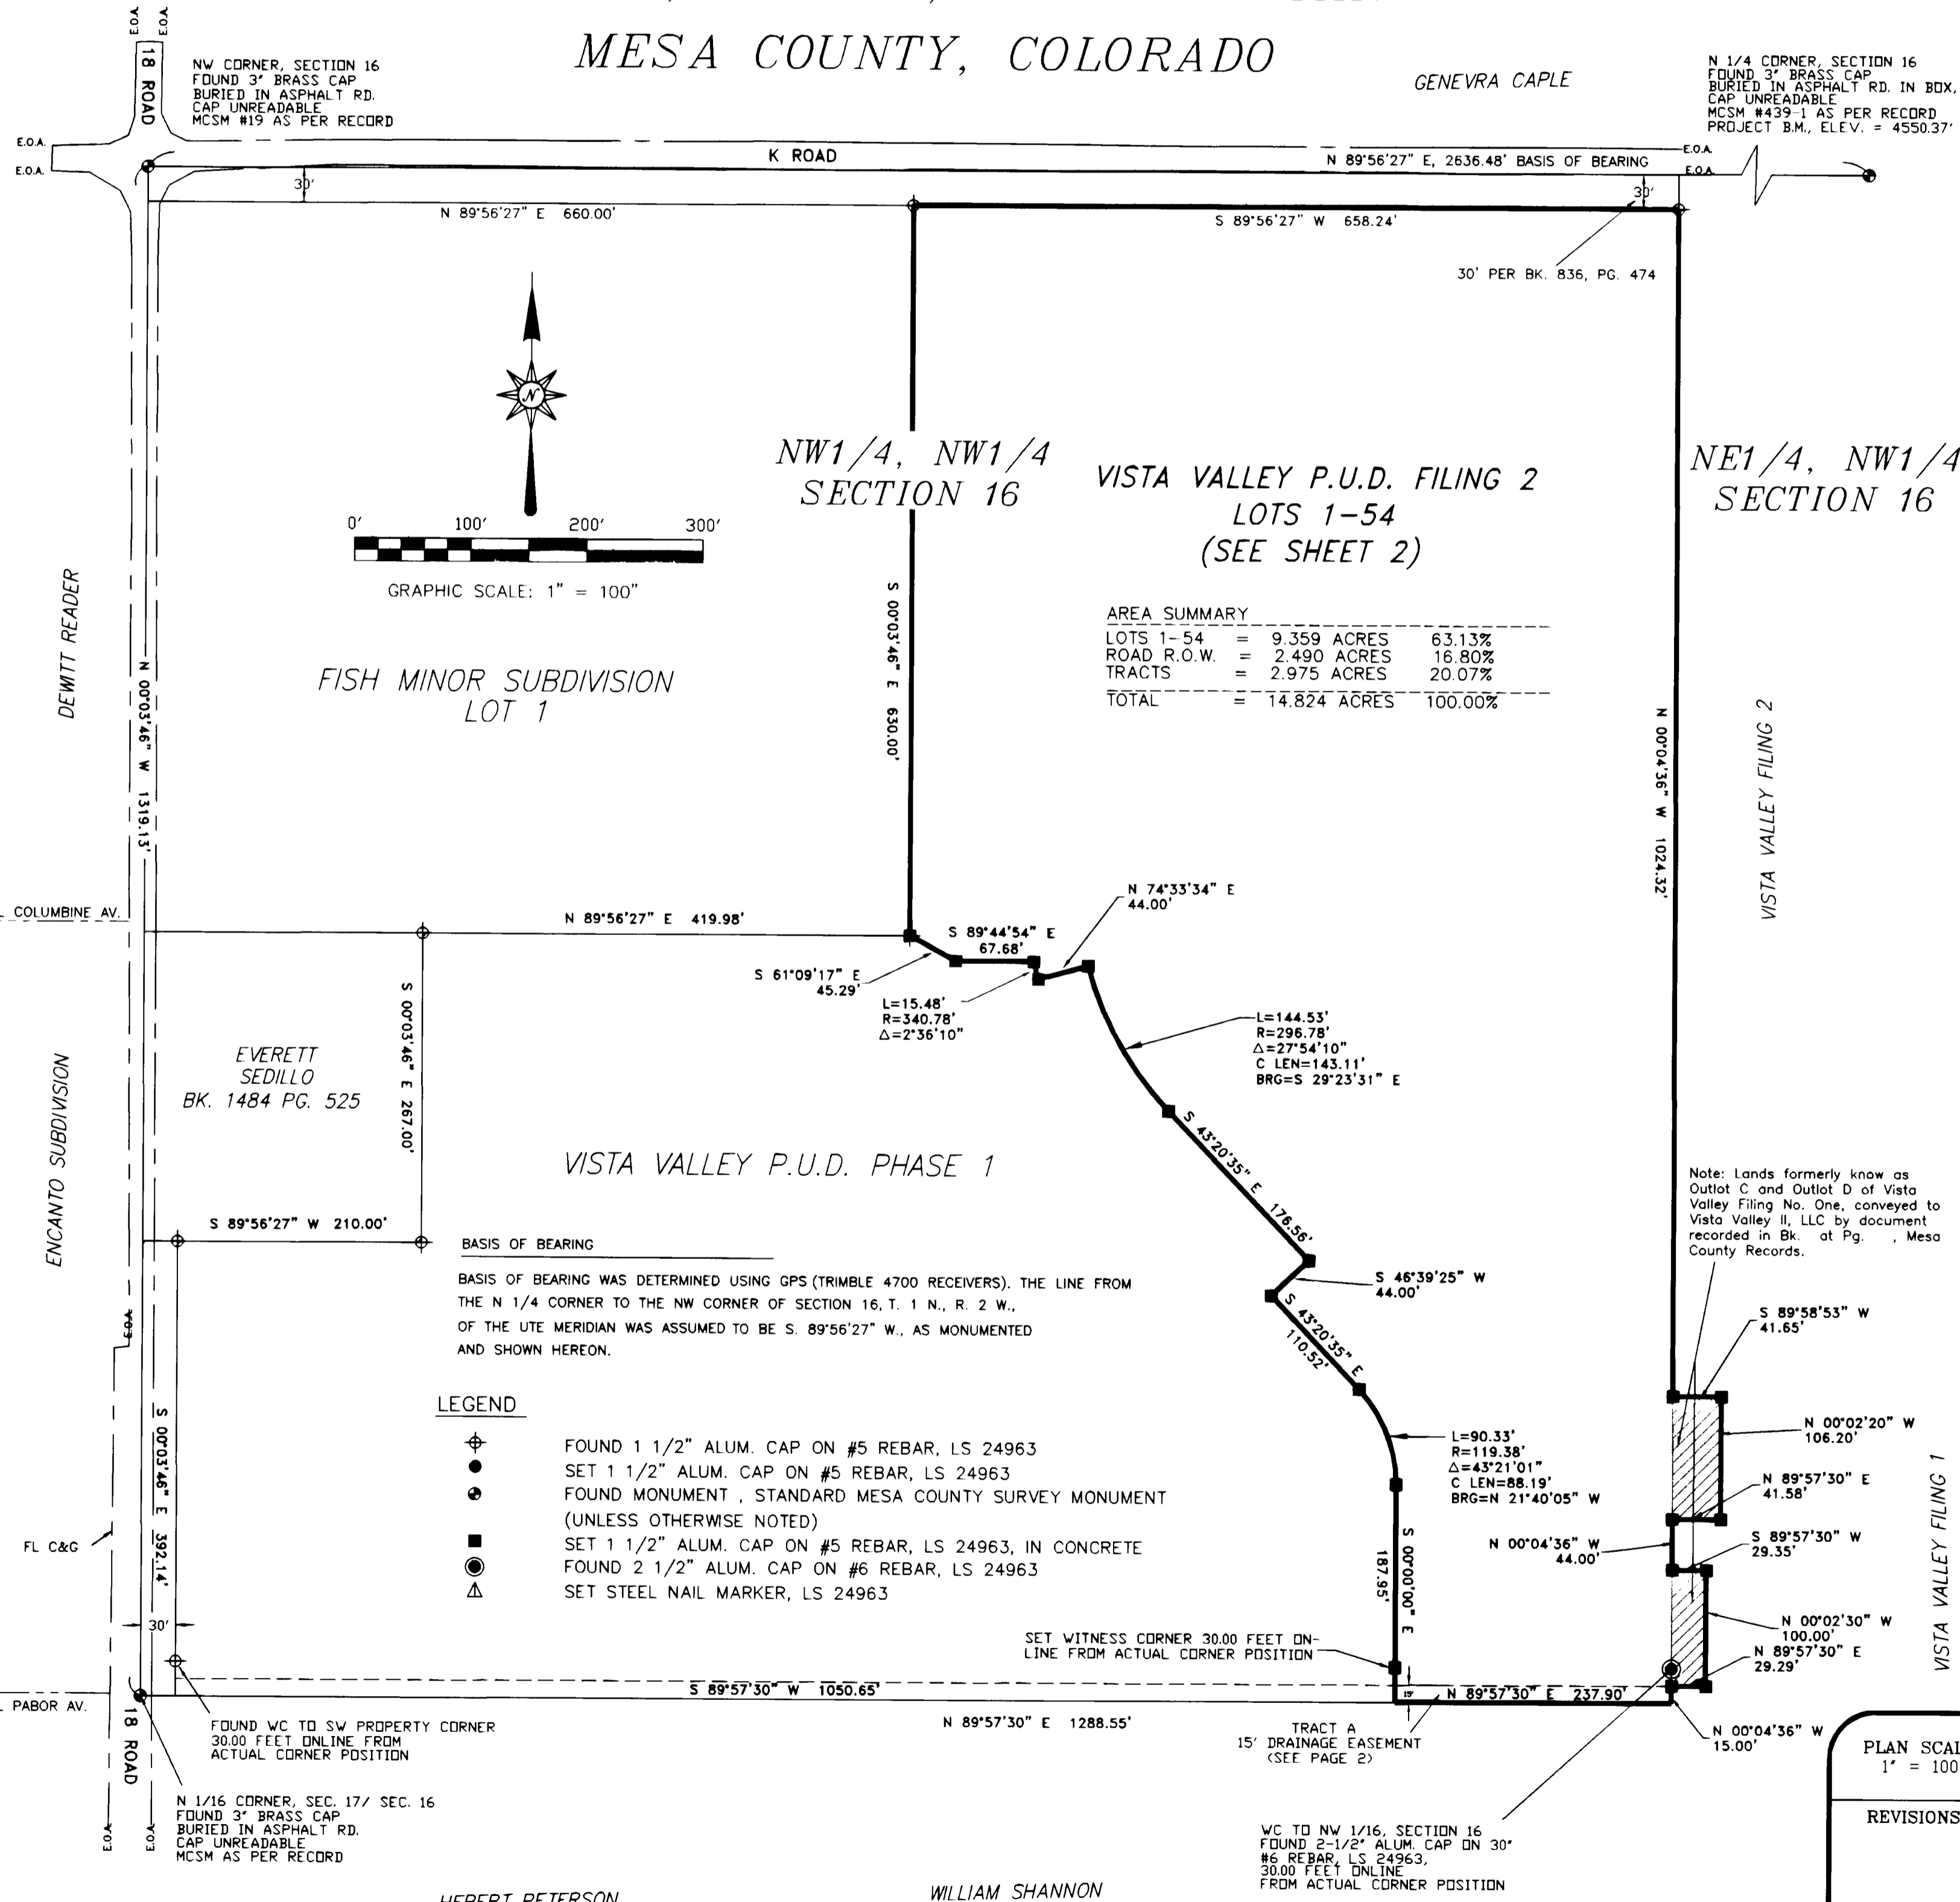 MESA COUNTY, COLORADO
E.O.A.
E.O.A.
18 ROAD
NW CORNER, SECTION 16
FOUND 3" BRASS CAP
BURIED IN ASPHALT RD.
CAP UNREADABLE
MCSM #19 AS PER RECORD
GENEVRA CAPLE
N 1/4 CORNER, SECTION 16
FOUND 3" BRASS CAP
BURIED IN ASPHALT RD. IN BOX,
CAP UNREADABLE
MCSM #439-1 AS PER RECORD
PROJECT B.M., ELEV. = 4550.37'
E.O.A.
E.O.A.
K ROAD
N 89°56'27" E, 2636.48' BASIS OF BEARING
E.O.A.
E.O.A.
30'
30'
N 89°56'27" E 660.00'
S 89°56'27" W 658.24'
30' PER BK. 836, PG. 474
N
NW1/4, NW1/4
SECTION 16
VISTA VALLEY P.U.D. FILING 2
LOTS 1-54
(SEE SHEET 2)
NE1/4, NW1/4
SECTION 16
0' 100' 200' 300'
GRAPHIC SCALE: 1" = 100"
AREA SUMMARY
LOTS 1-54 = 9.359 ACRES 63.13%
ROAD R.O.W. = 2.490 ACRES 16.80%
TRACTS = 2.975 ACRES 20.07%
TOTAL = 14.824 ACRES 100.00%
DEWITT READER
N 00°03'46" W 1319.13'
FISH MINOR SUBDIVISION
LOT 1
S 00°03'46" E 630.00'
N 00°04'36" W 1024.32'
VISTA VALLEY FILING 2
COLUMBINE AV.
N 89°56'27" E 419.98'
N 74°33'34" E
44.00'
S 89°44'54" E
67.68'
S 61°09'17" E
45.29'
L=15.48'
R=340.78'
Δ=2°36'10"
L=144.53'
R=296.78'
Δ=27°54'10"
C LEN=143.11'
BRG=S 29°23'31" E
S 00°03'46" E 267.00'
EVERETT
SEDILLO
BK. 1484 PG. 525
ENCANTO SUBDIVISION
VISTA VALLEY P.U.D. PHASE 1
S 43°20'35" E 176.56'
Note: Lands formerly know as
Outlot C and Outlot D of Vista
Valley Filing No. One, conveyed to
Vista Valley II, LLC by document
recorded in Bk. at Pg. , Mesa
County Records.
S 89°56'27" W 210.00'
BASIS OF BEARING
BASIS OF BEARING WAS DETERMINED USING GPS (TRIMBLE 4700 RECEIVERS). THE LINE FROM
THE N 1/4 CORNER TO THE NW CORNER OF SECTION 16, T. 1 N., R. 2 W.,
OF THE UTE MERIDIAN WAS ASSUMED TO BE S. 89°56'27" W., AS MONUMENTED
AND SHOWN HEREON.
S 46°39'25" W
44.00'
S 43°20'35" E
110.52'
E.O.A.
S 89°58'53" W
41.65'
LEGEND
FOUND 1 1/2" ALUM. CAP ON #5 REBAR, LS 24963
SET 1 1/2" ALUM. CAP ON #5 REBAR, LS 24963
FOUND MONUMENT , STANDARD MESA COUNTY SURVEY MONUMENT
(UNLESS OTHERWISE NOTED)
SET 1 1/2" ALUM. CAP ON #5 REBAR, LS 24963, IN CONCRETE
FOUND 2 1/2" ALUM. CAP ON #6 REBAR, LS 24963
SET STEEL NAIL MARKER, LS 24963
L=90.33'
R=119.38'
Δ=43°21'01"
C LEN=88.19'
BRG=N 21°40'05" W
N 00°02'20" W
106.20'
N 89°57'30" E
41.58'
S 89°57'30" W
29.35'
N 00°04'36" W
44.00'
VISTA VALLEY FILING 1
S 00°03'46" E 392.14'
FL C&G
S 00°00'00" E
187.95'
N 00°02'30" W
100.00'
N 89°57'30" E
29.29'
30'
SET WITNESS CORNER 30.00 FEET ON-
LINE FROM ACTUAL CORNER POSITION
S 89°57'30" W 1050.65'
15'
N 89°57'30" E 237.90'
PABOR AV.
18 ROAD
FOUND WC TO SW PROPERTY CORNER
30.00 FEET ONLINE FROM
ACTUAL CORNER POSITION
N 89°57'30" E 1288.55'
TRACT A
15' DRAINAGE EASEMENT
(SEE PAGE 2)
N 00°04'36" W
15.00'
PLAN SCAL
1" = 100
REVISIONS
N 1/16 CORNER, SEC. 17/ SEC. 16
FOUND 3" BRASS CAP
BURIED IN ASPHALT RD.
CAP UNREADABLE
MCSM AS PER RECORD
E.O.A.
E.O.A.
WC TO NW 1/16, SECTION 16
FOUND 2-1/2" ALUM. CAP ON 30"
#6 REBAR, LS 24963,
30.00 FEET ONLINE
FROM ACTUAL CORNER POSITION
HEBERT PETERSON
WILLIAM SHANNON